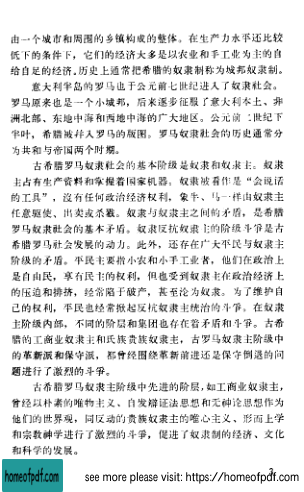 由一个城市和周围的乡镇构成的整体。在生产力水平还比较
低下的条件下，它们的经济大多是以农业和手工业为主的自
给自足的经济。历史上通常把希腊的奴隶制称为城邦奴隶制。
意大利半岛的罗马也于公元前七世纪进入了奴隶社会。
罗马原来也是一个小城邦，后来逐步征服了意大利本土、非
洲北部、东地中海和西地中海的广大地区。公元前二世纪下
半叶，希腊被并入罗马的版图。罗马奴隶社会的历史通常分
为共和与帝国两个时期。
古希腊罗马奴隶社会的基本阶级是奴隶和奴隶主。奴隶
主占有生产资料和掌握着国家机器。奴隶被看作是“会说话
的工具”，没有任何政治经济权利，象牛、马一样由奴隶主
任意驱使、出卖或杀戮。奴隶与奴隶主之间的矛盾，是希腊
罗马奴隶社会的基本矛盾。奴隶反抗奴隶主的阶级斗争是古
希腊罗马社会发展的动力。此外，还存在广大平民与奴隶主
阶级的矛盾。平民主要指小农和小手工业者，他们在政治上
是自由民，享有民主的权利，但也受到奴隶主在政治经济上
的压迫和排挤，经常陷于破产，甚至沦为奴隶。为了维护自
己的权利，平民也经常掀起反抗奴隶主统治的斗争。在奴隶
主阶级内部，不同的阶层和集团也存在着矛盾和斗争。古希
腊的工商业奴隶主和氏族贵族奴隶主，古罗马奴隶主阶级中
的革新派和保守派，都曾经围绕革新前进还是保守倒退的问
题进行了激烈的斗争。
古希腊罗马奴隶主阶级中先进的阶层，如工商业奴隶主，
曾经以朴素的唯物主义、自发辩证法思想和无神论思想作为
他们的世界观，同反动的贵族奴隶主的唯心主义、形而上学
和宗教神学进行了激烈的斗争，促进了奴隶制的经济、文化
和科学的发展。
3
homeofpdf.com
see more please visit: https://homeofpdf.com